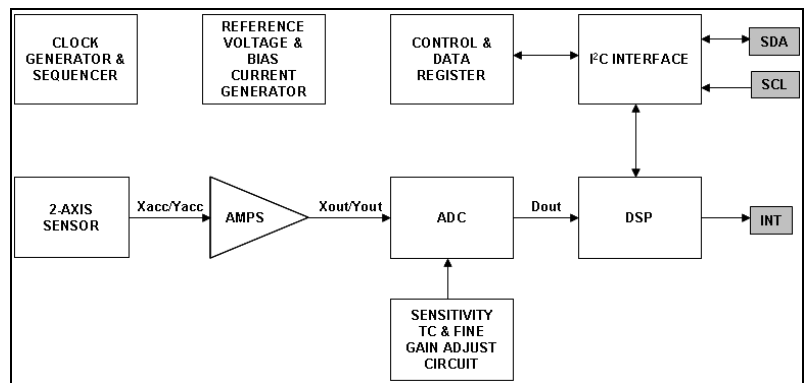 CLOCK
GENERATOR &
SEQUENCER
REFERENCE
VOLTAGE &
BIAS
CURRENT
GENERATOR
CONTROL &
DATA
REGISTER
I²C INTERFACE
SDA
SCL
2-AXIS
SENSOR
Xacc/Yacc
AMPS
Xout/Yout
ADC
Dout
DSP
INT
SENSITIVITY
TC & FINE
GAIN ADJUST
CIRCUIT